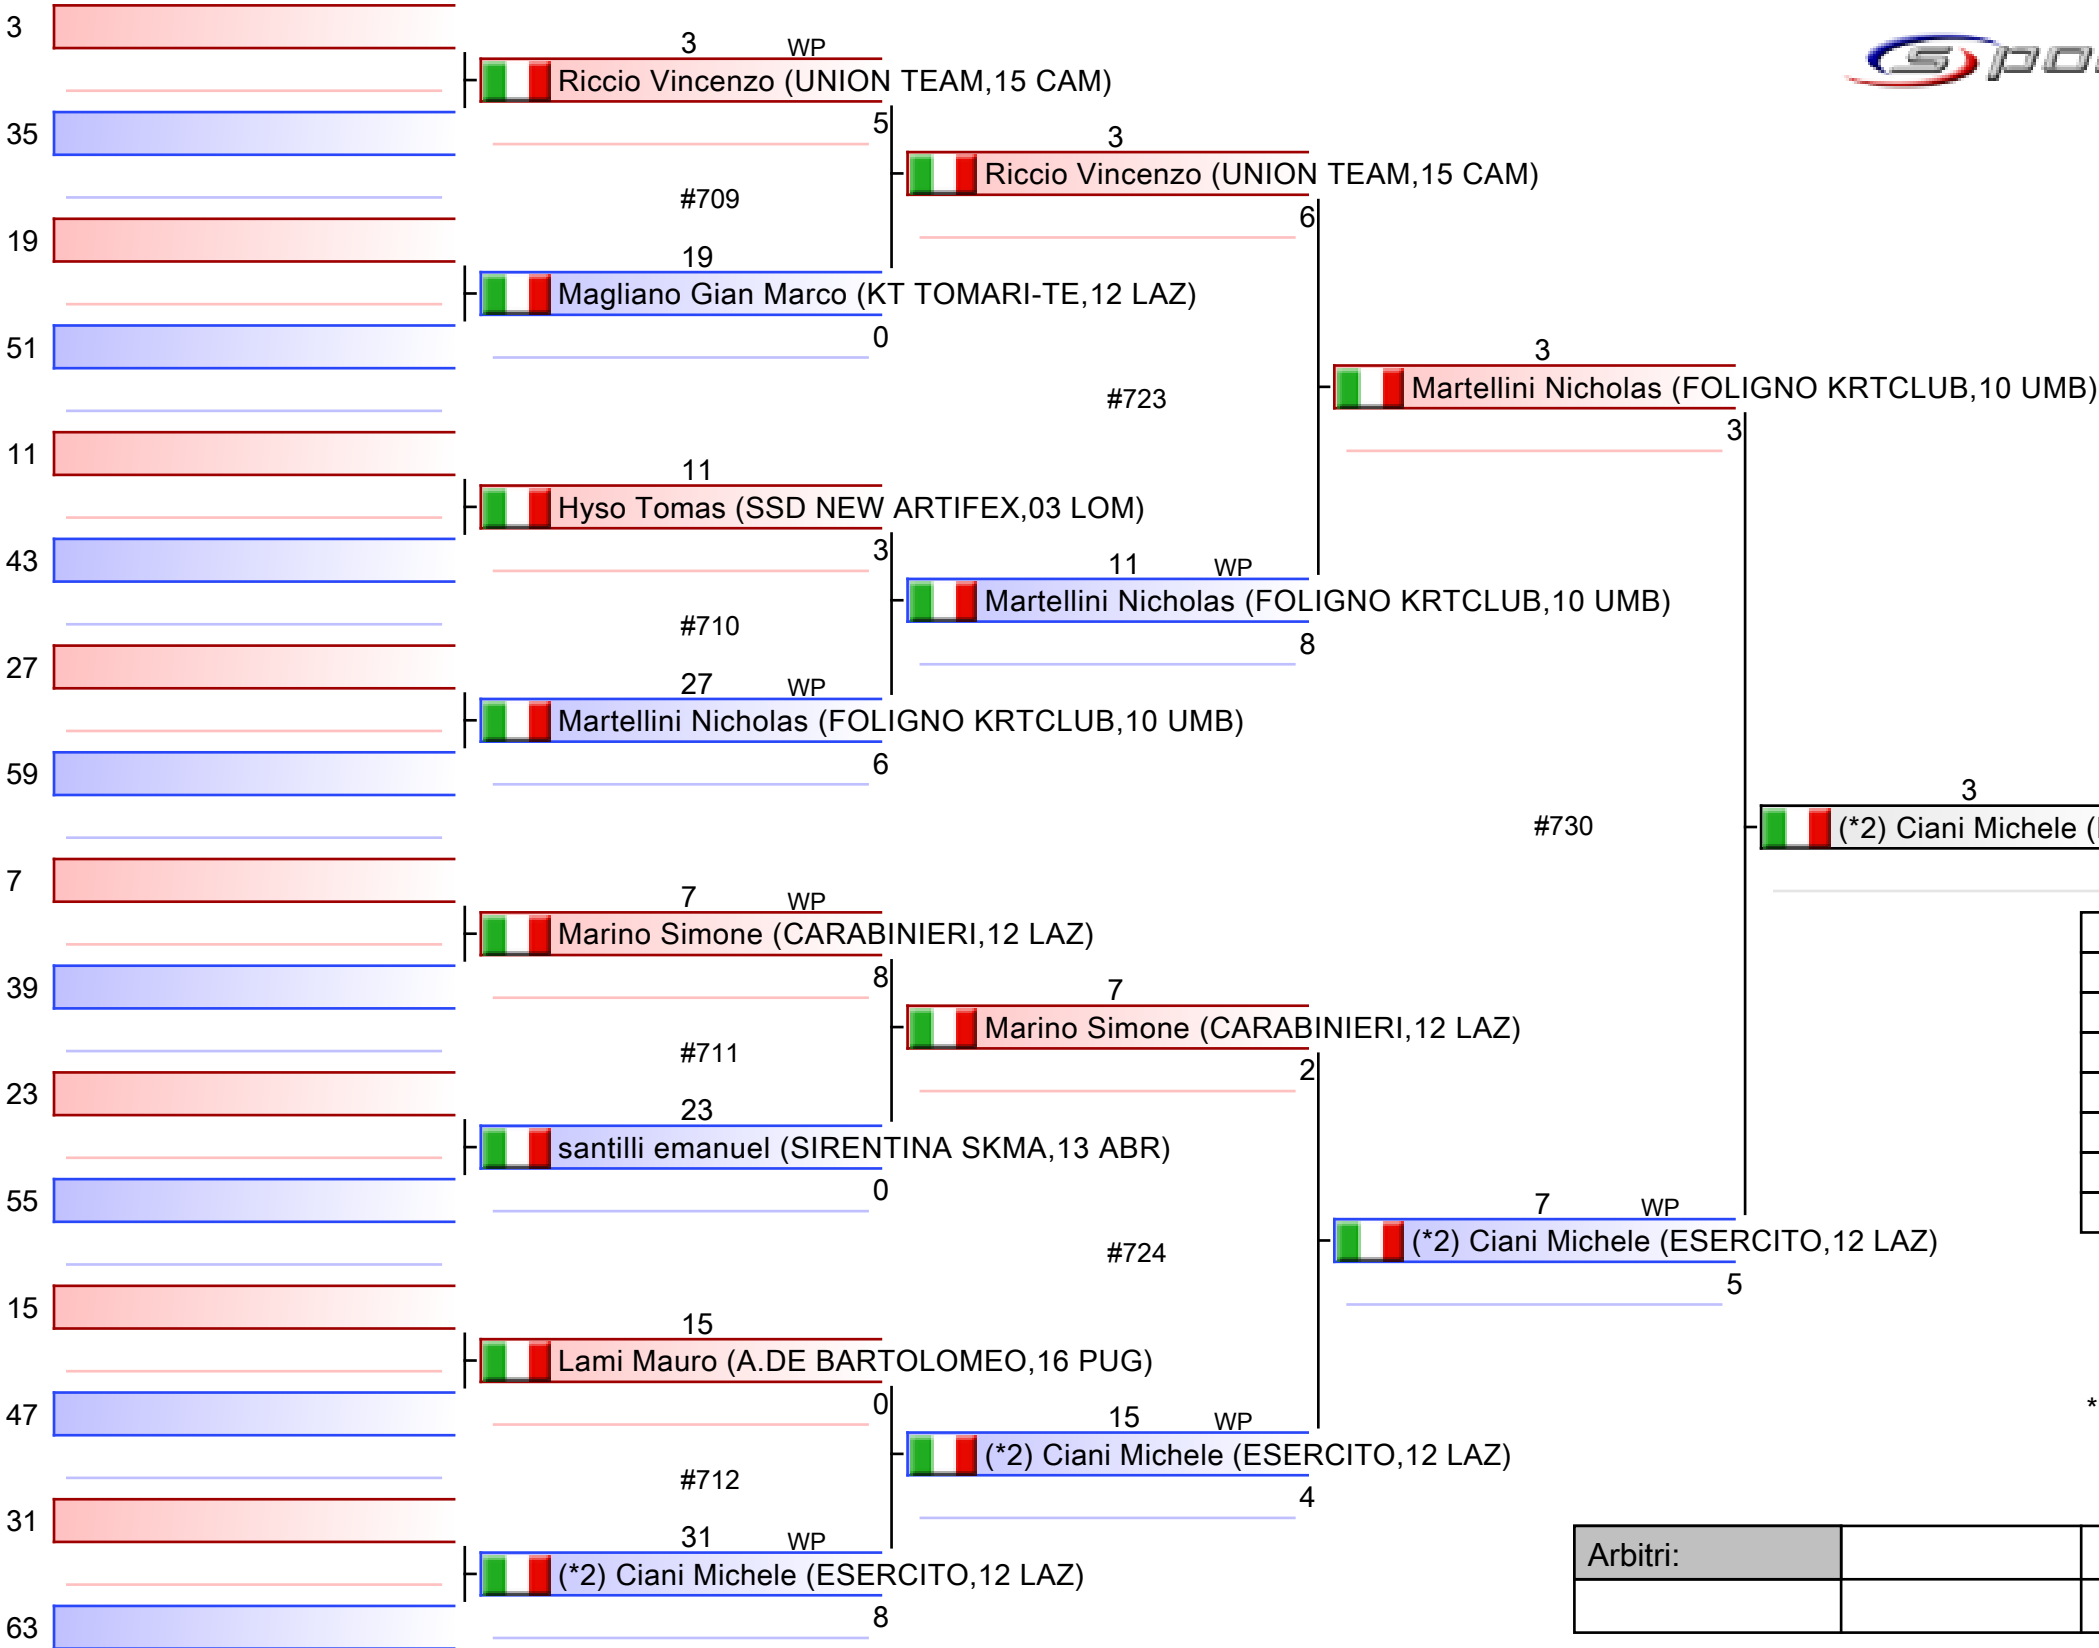 3
35
19
51
11
43
27
59
7
39
23
55
15
47
31
63
3 WP
Riccio Vincenzo (UNION TEAM,15 CAM)
5
#709
19
Magliano Gian Marco (KT TOMARI-TE,12 LAZ)
0
11
Hyso Tomas (SSD NEW ARTIFEX,03 LOM)
3
#710
27 WP
Martellini Nicholas (FOLIGNO KRTCLUB,10 UMB)
6
7 WP
Marino Simone (CARABINIERI,12 LAZ)
8
#711
23
santilli emanuel (SIRENTINA SKMA,13 ABR)
0
15
Lami Mauro (A.DE BARTOLOMEO,16 PUG)
0
#712
31 WP
(*2) Ciani Michele (ESERCITO,12 LAZ)
8
3
Riccio Vincenzo (UNION TEAM,15 CAM)
6
#723
11 WP
Martellini Nicholas (FOLIGNO KRTCLUB,10 UMB)
8
7
Marino Simone (CARABINIERI,12 LAZ)
2
#724
15 WP
(*2) Ciani Michele (ESERCITO,12 LAZ)
4
3
Martellini Nicholas (FOLIGNO KRTCLUB,10 UMB)
3
#730
7 WP
(*2) Ciani Michele (ESERCITO,12 LAZ)
5
3
(*2) Ciani Michele (
*
Arbitri: